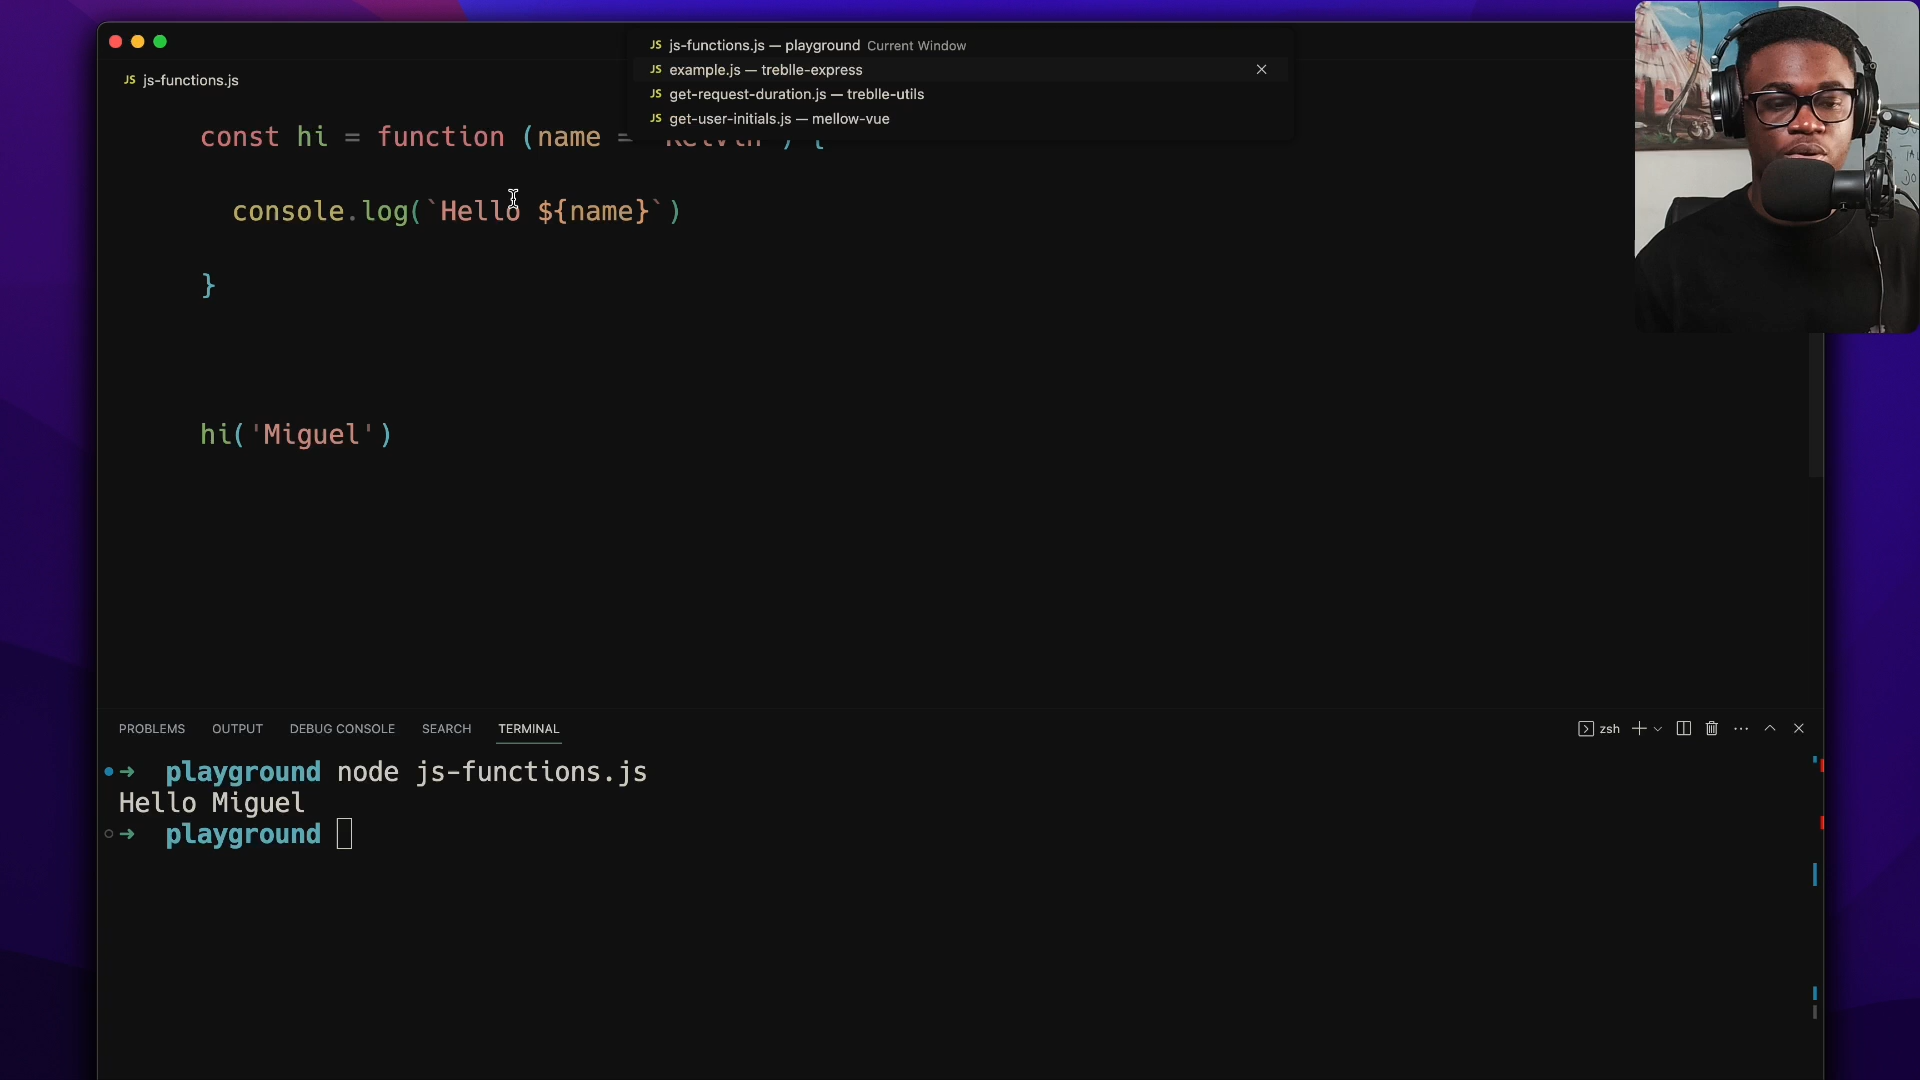 JS js-functions.js — playground Current Window
JS example.js — treblle-express
JS get-request-duration.js — treblle-utils
JS get-user-initials.js — mellow-vue
JS js-functions.js
const hi = function (name = 'Kelvin') {
console.log(`Hello ${name}`)
}
hi('Miguel')
PROBLEMS OUTPUT DEBUG CONSOLE SEARCH TERMINAL
zsh
→ playground node js-functions.js
Hello Miguel
→ playground